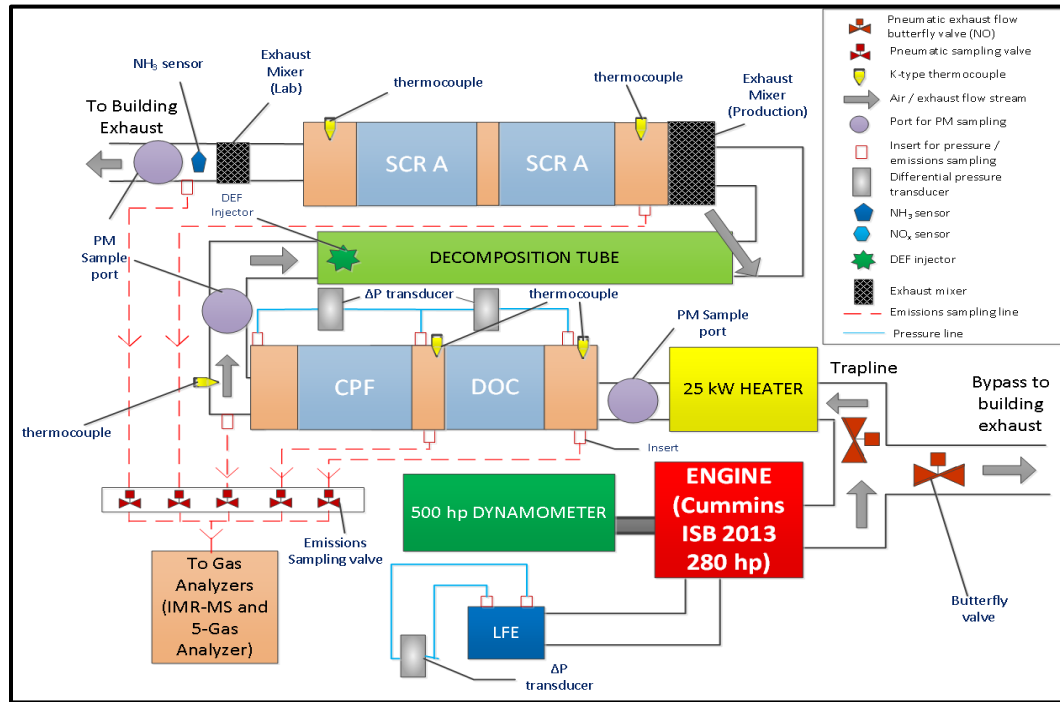 NH3 sensor
Exhaust
Mixer
(Lab)
thermocouple
thermocouple
Exhaust
Mixer
(Production)
To Building
Exhaust
SCR A
SCR A
DEF
Injector
PM
Sample
port
DECOMPOSITION TUBE
ΔP transducer
thermocouple
PM Sample
port
CPF
DOC
25 kW HEATER
Trapline
Bypass to
building
exhaust
thermocouple
Insert
500 hp DYNAMOMETER
ENGINE
(Cummins
ISB 2013
280 hp)
Emissions
Sampling valve
To Gas
Analyzers
(IMR-MS and
5-Gas
Analyzer)
LFE
ΔP
transducer
Butterfly
valve
Pneumatic exhaust flow
butterfly valve (NO)
Pneumatic sampling valve
K-type thermocouple
Air / exhaust flow stream
Port for PM sampling
Insert for pressure /
emissions sampling
Differential pressure
transducer
NH3 sensor
NOx sensor
DEF injector
Exhaust mixer
Emissions sampling line
Pressure line